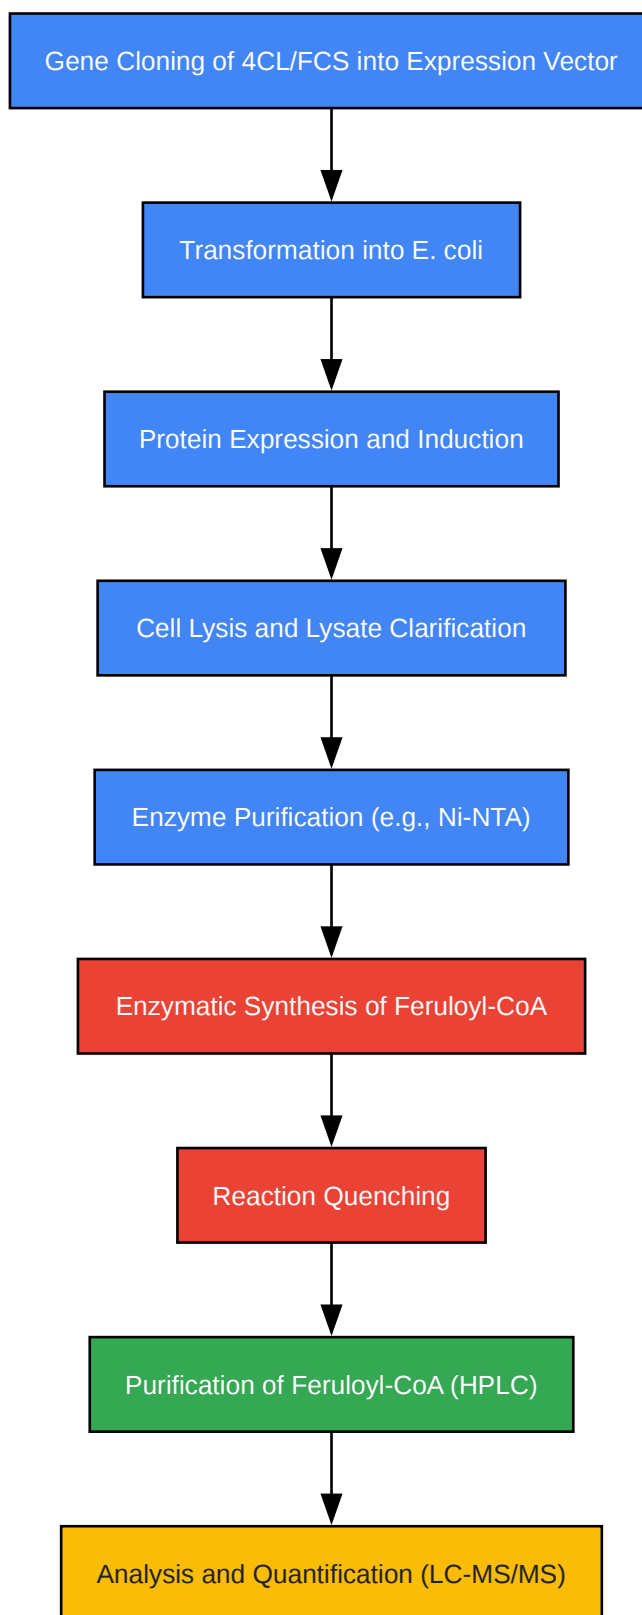 Gene Cloning of 4CL/FCS into Expression Vector
Transformation into E. coli
Protein Expression and Induction
Cell Lysis and Lysate Clarification
Enzyme Purification (e.g., Ni-NTA)
Enzymatic Synthesis of Feruloyl-CoA
Reaction Quenching
Purification of Feruloyl-CoA (HPLC)
Analysis and Quantification (LC-MS/MS)